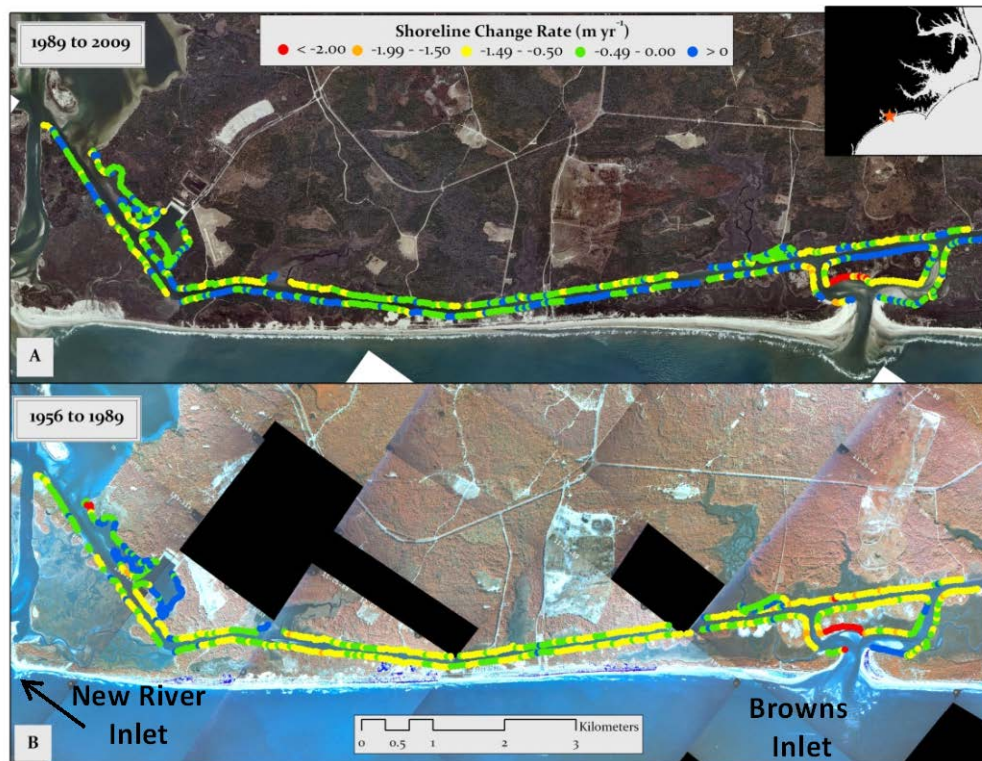 1989 to 2009
Shoreline Change Rate (m yr⁻¹)
< -2.00 -1.99 - -1.50 -1.49 - -0.50 -0.49 - 0.00 > 0
A
1956 to 1989
New River
Inlet
Browns
Inlet
Kilometers
0 0.5 1 2 3
B